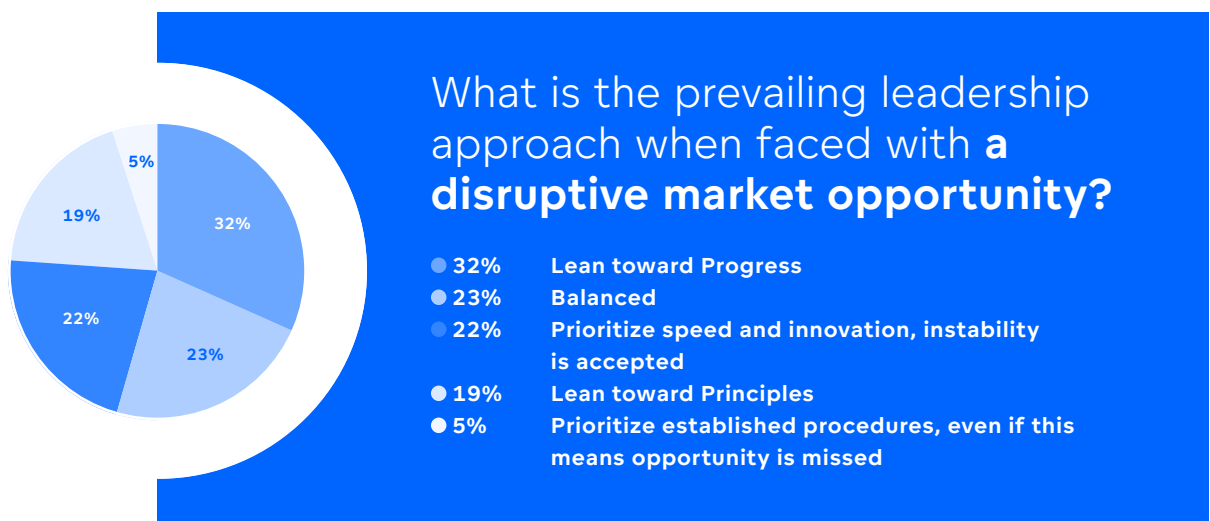 What is the prevailing leadership
approach when faced with a
disruptive market opportunity?
32% Lean toward Progress
23% Balanced
22% Prioritize speed and innovation, instability
is accepted
19% Lean toward Principles
5% Prioritize established procedures, even if this
means opportunity is missed
5%
19%
32%
22%
23%